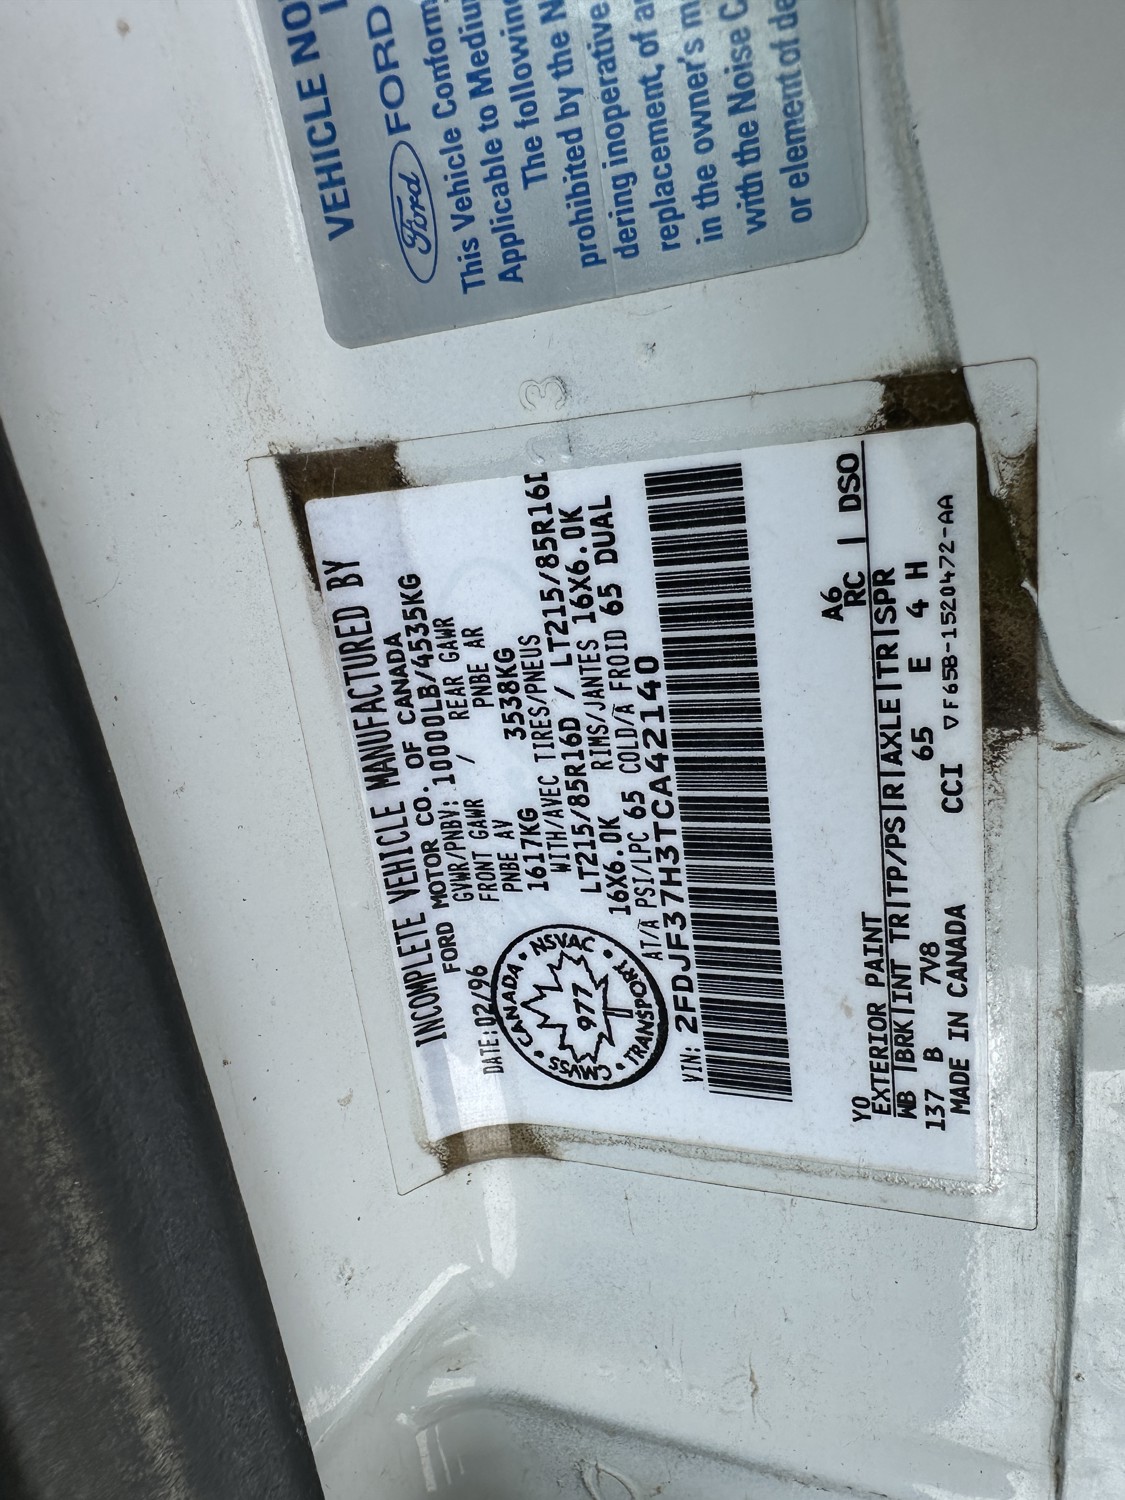 VEHICLE NO
Ford FORD
This Vehicle Conform
Applicable to Mediu
The following
prohibited by the N
dering inoperative
replacement, of a
in the owner's m
with the Noise C
or element of de
INCOMPLETE VEHICLE MANUFACTURED BY
FORD MOTOR CO. OF CANADA
DATE: 02/96 GVWR/PNBV: 10000LB/4535KG
FRONT GAWR / REAR GAWR
PNBE AV PNBE AR
1617KG 3538KG
WITH/AVEC TIRES/PNEUS
LT215/85R16D / LT215/85R16D
16X6.0K RIMS/JANTES 16X6.0K
AT/À PSI/LPC 65 COLD/À FROID 65 DUAL
CANADA • NSVAC • TRANSPORT • CMVSS •
977
VIN: 2FDJF37H3TCA42140
YO A6
EXTERIOR PAINT RC | DSO
WB |BRK|INT TR|TP/PS|R|AXLE|TR|SPR
137 B 7V8 65 E 4 H
MADE IN CANADA CCI ▽F65B-1520472-AA
3